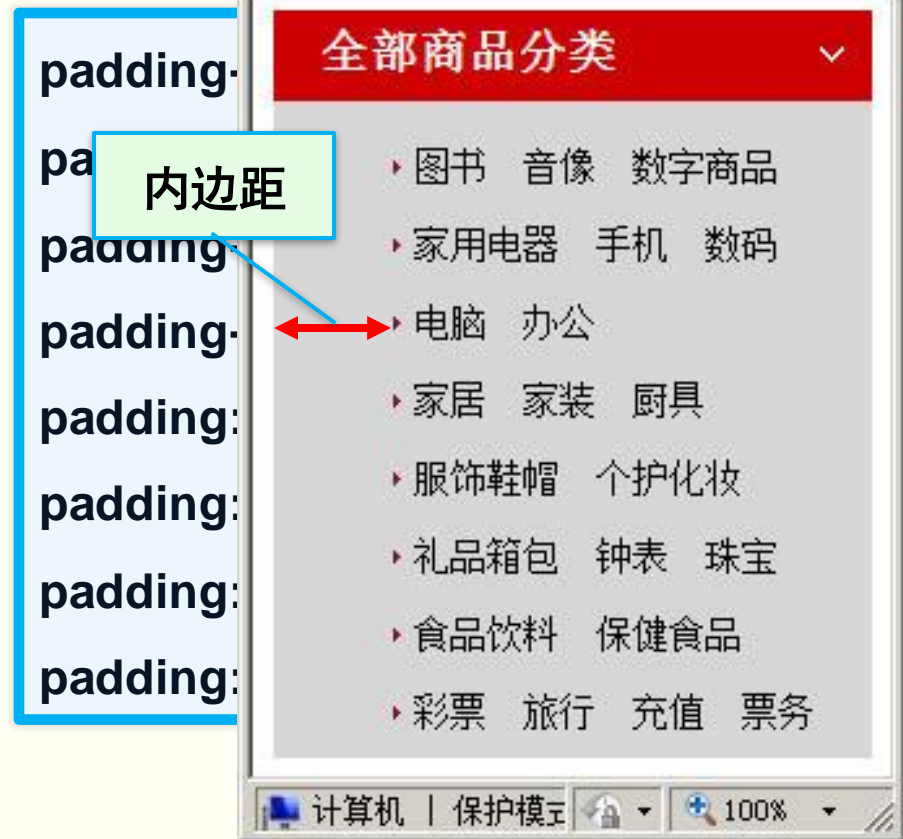 padding-
pa
padding-
padding-
padding:
padding:
padding:
padding:
内边距
全部商品分类
图书 音像 数字商品
家用电器 手机 数码
电脑 办公
家居 家装 厨具
服饰鞋帽 个护化妆
礼品箱包 钟表 珠宝
食品饮料 保健食品
彩票 旅行 充值 票务
计算机 | 保护模式 100%